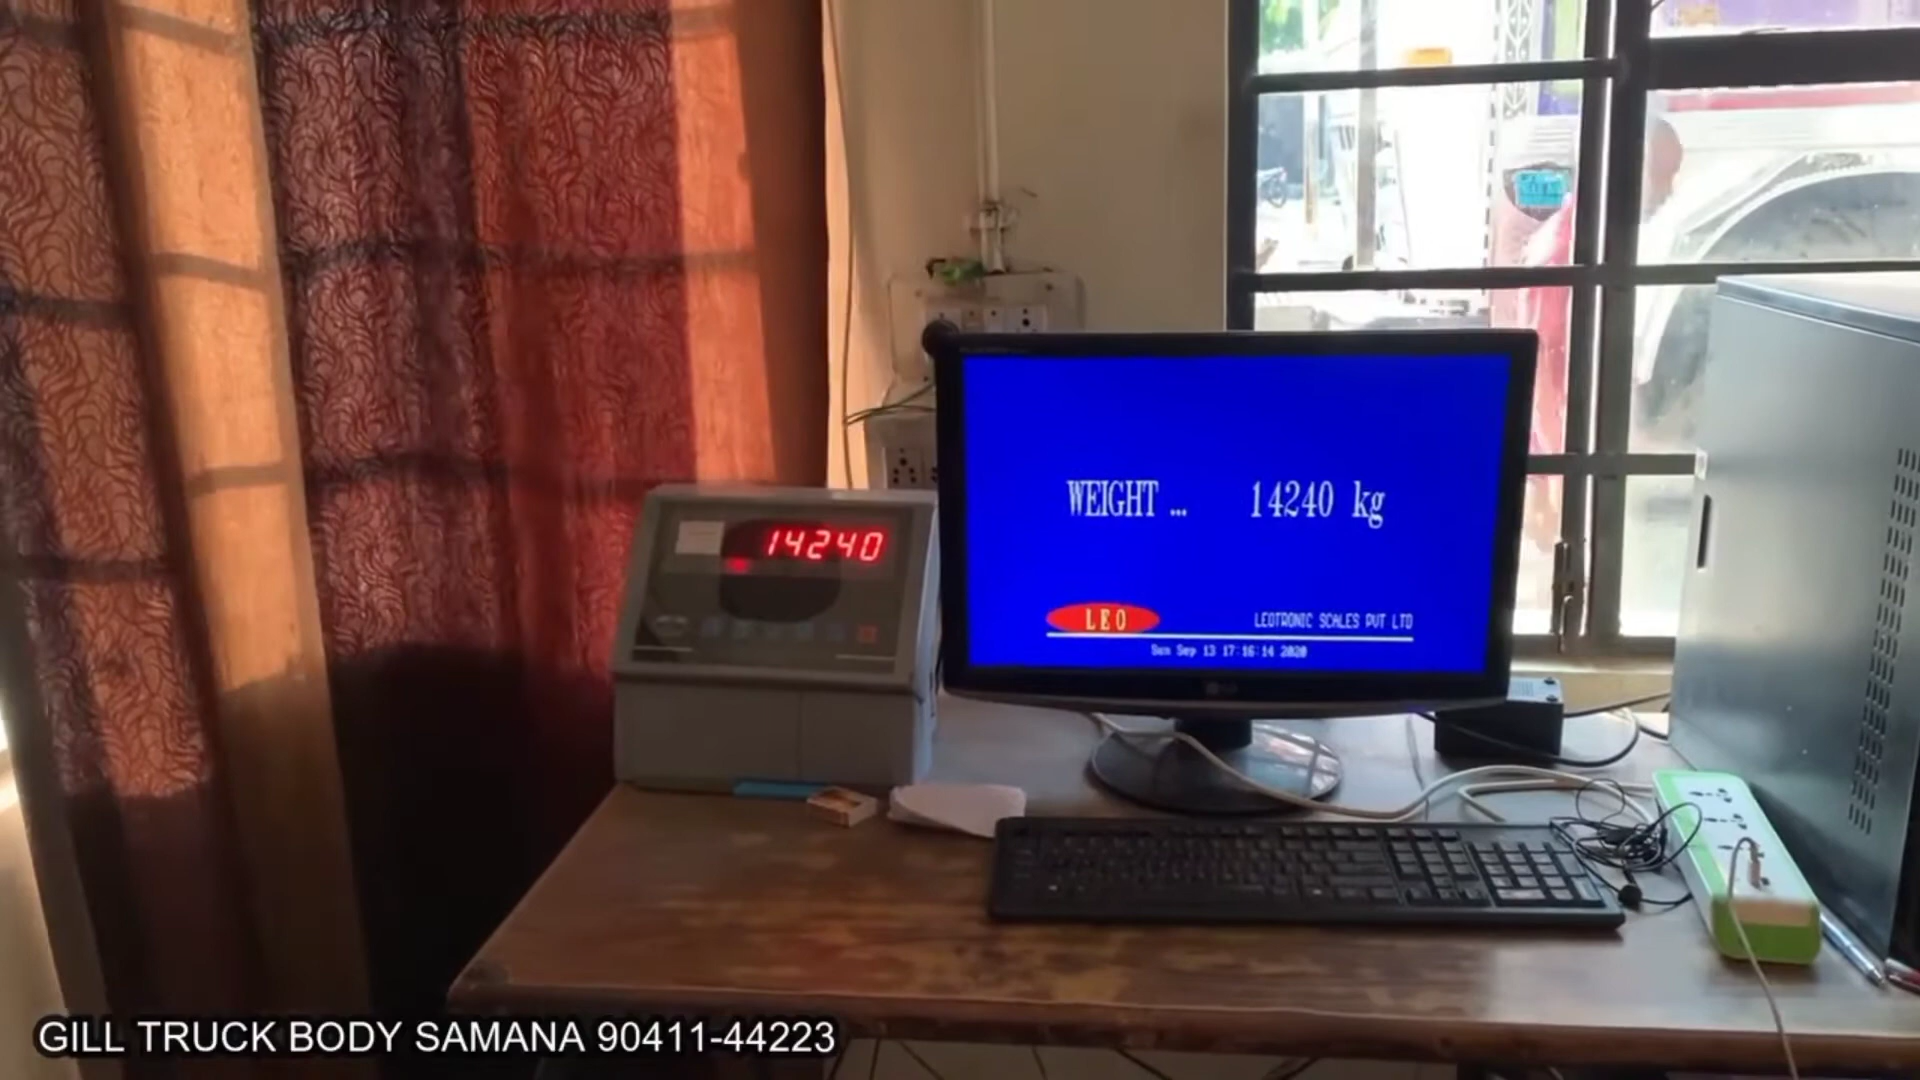 14240
WEIGHT ... 14240 kg
LEO
LEOTRONIC SCALES PVT LTD
Sun Sep 13 17:16:14 2020
GILL TRUCK BODY SAMANA 90411-44223